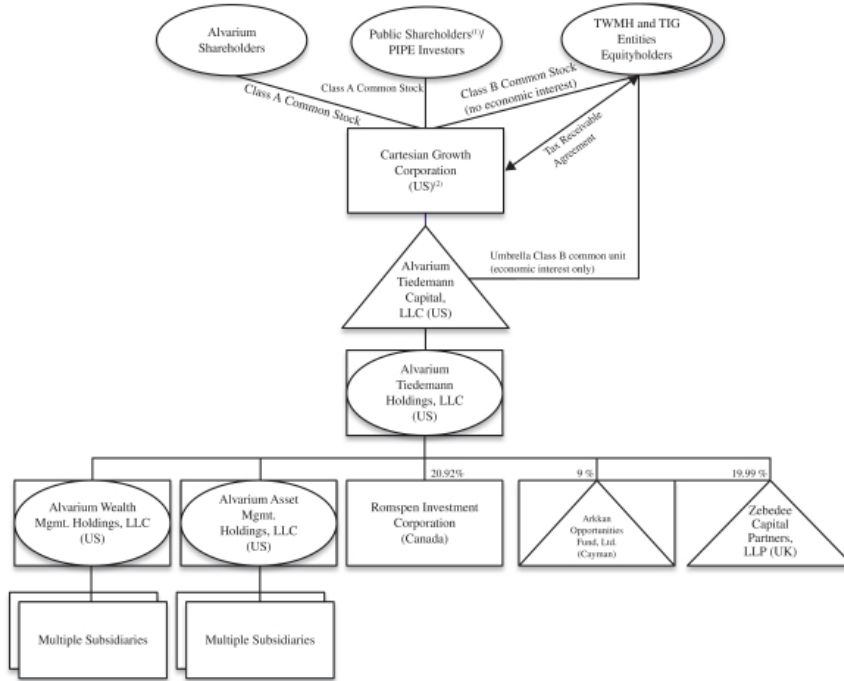 Alvarium
Shareholders
Public Shareholders(1)/
PIPE Investors
TWMH and TIG
Entities
Equityholders
Class A Common Stock
Class A Common Stock
Class B Common Stock
(no economic interest)
Tax Receivable
Agreement
Cartesian Growth
Corporation
(US)(2)
Umbrella Class B common unit
(economic interest only)
Alvarium
Tiedemann
Capital,
LLC (US)
Alvarium
Tiedemann
Holdings, LLC
(US)
20.92%
9 %
19.99 %
Alvarium Wealth
Mgmt. Holdings, LLC
(US)
Alvarium Asset
Mgmt.
Holdings, LLC
(US)
Romspen Investment
Corporation
(Canada)
Arkkan
Opportunities
Fund, Ltd.
(Cayman)
Zebedee
Capital
Partners,
LLP (UK)
Multiple Subsidiaries
Multiple Subsidiaries